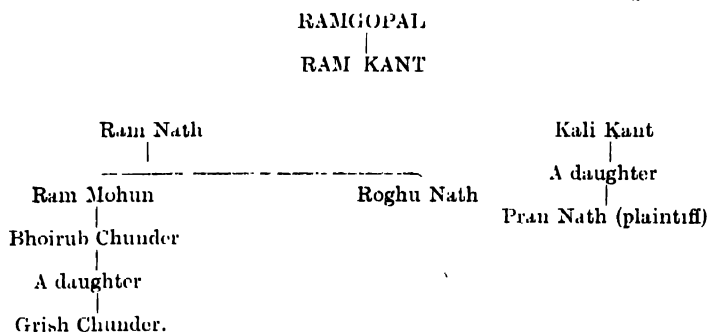 RAMGOPAL
RAM KANT
Ram Nath Kali Kant
A daughter
Ram Mohun Roghu Nath
Pran Nath (plaintiff)
Bhoirub Chunder
A daughter
Grish Chunder.